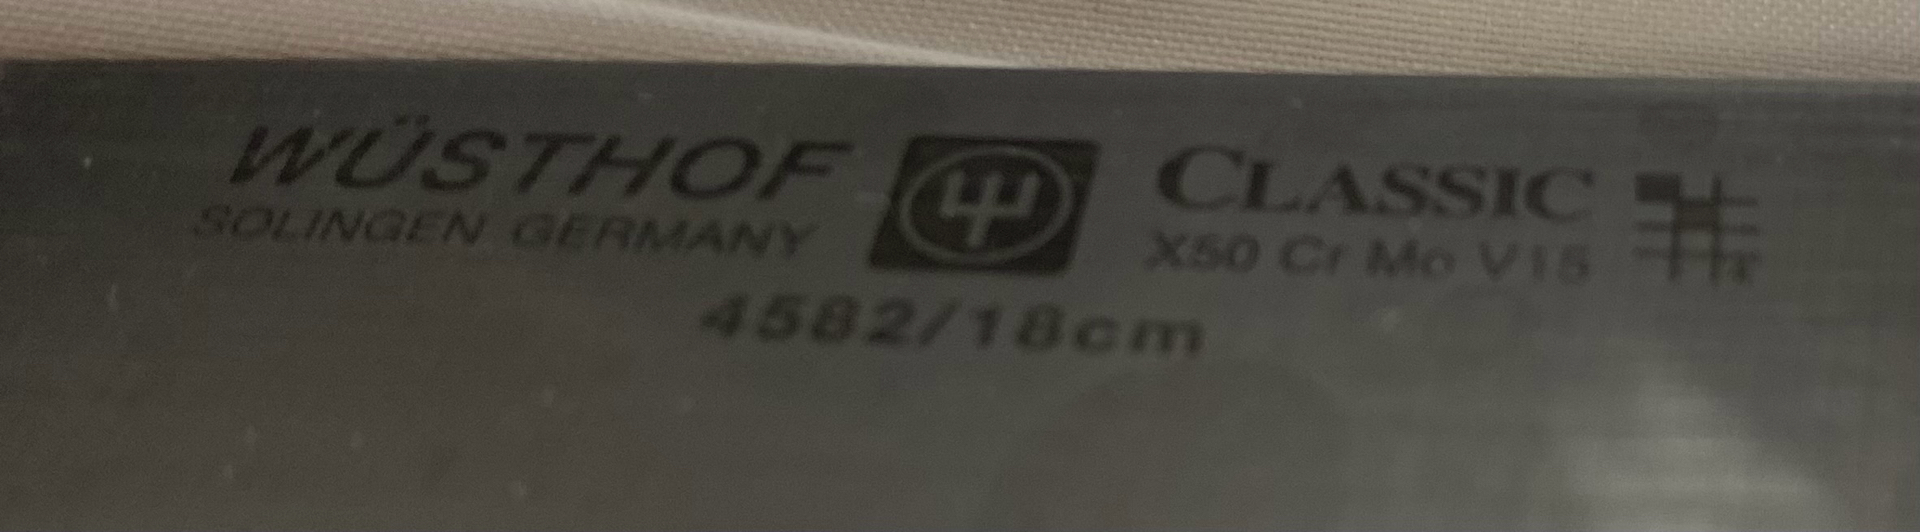 WÜSTHOF
SOLINGEN GERMANY
CLASSIC
X50 Cr Mo V15
4582/18cm